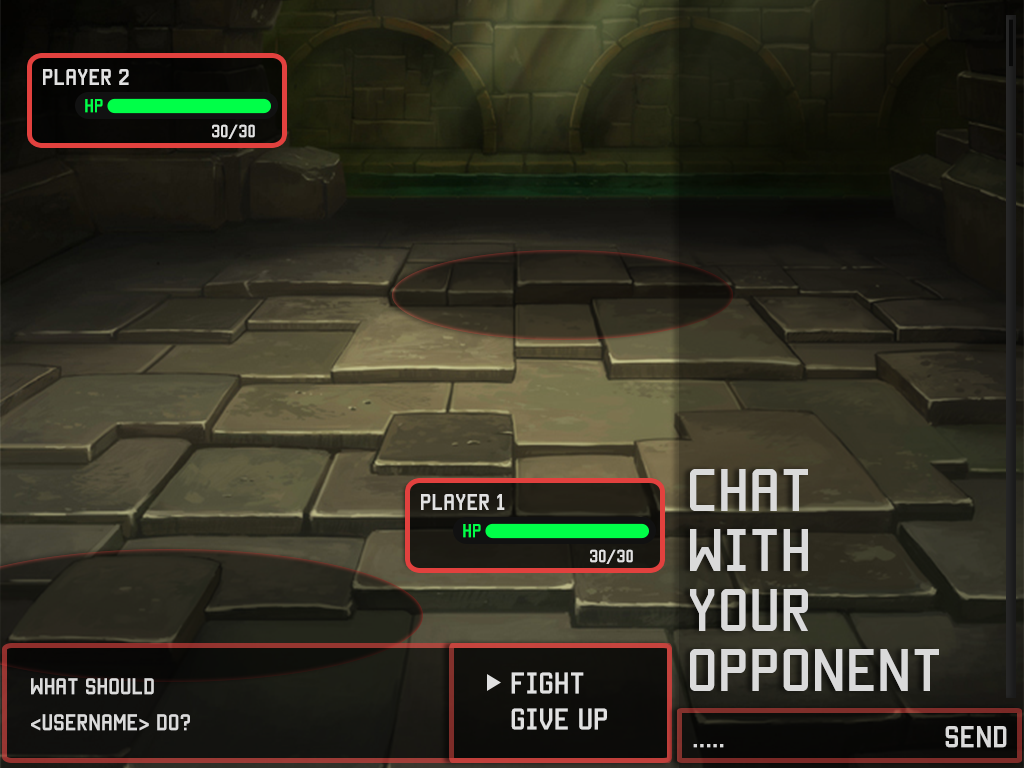 PLAYER 2
HP
30/30
PLAYER 1
HP
30/30
WHAT SHOULD
<USERNAME> DO?
FIGHT
GIVE UP
CHAT
WITH
YOUR
OPPONENT
..... SEND